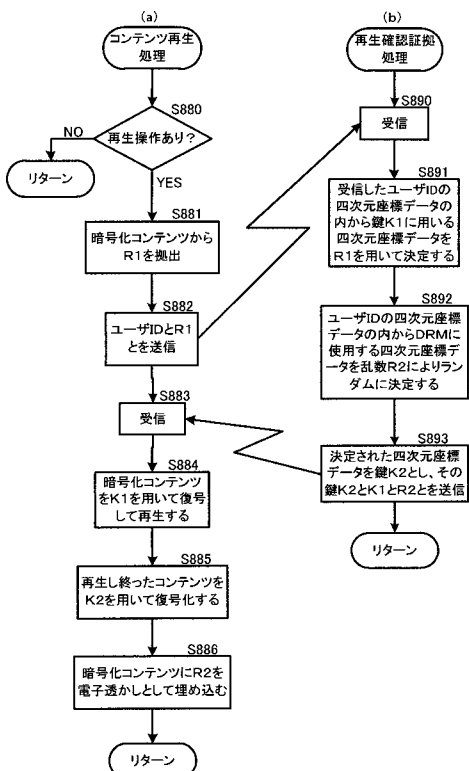 (a)
コンテンツ再生
処理
S880
再生操作あり？
NO
リターン
YES
S881
暗号化コンテンツから
R1を拠出
S882
ユーザIDとR1
とを送信
S883
受信
S884
暗号化コンテンツ
をK1を用いて復号
して再生する
S885
再生し終ったコンテンツを
K2を用いて復号化する
S886
暗号化コンテンツにR2を
電子透かしとして埋め込む
リターン
(b)
再生確認証拠
処理
S890
受信
S891
受信したユーザIDの
四次元座標データの
内から鍵K1に用いる
四次元座標データを
R1を用いて決定する
S892
ユーザIDの四次元座標
データの内からDRMに
使用する四次元座標デー
タを乱数R2によりラン
ダムに決定する
S893
決定された四次元座標
データを鍵K2とし、その
鍵K2とK1とR2とを送信
リターン